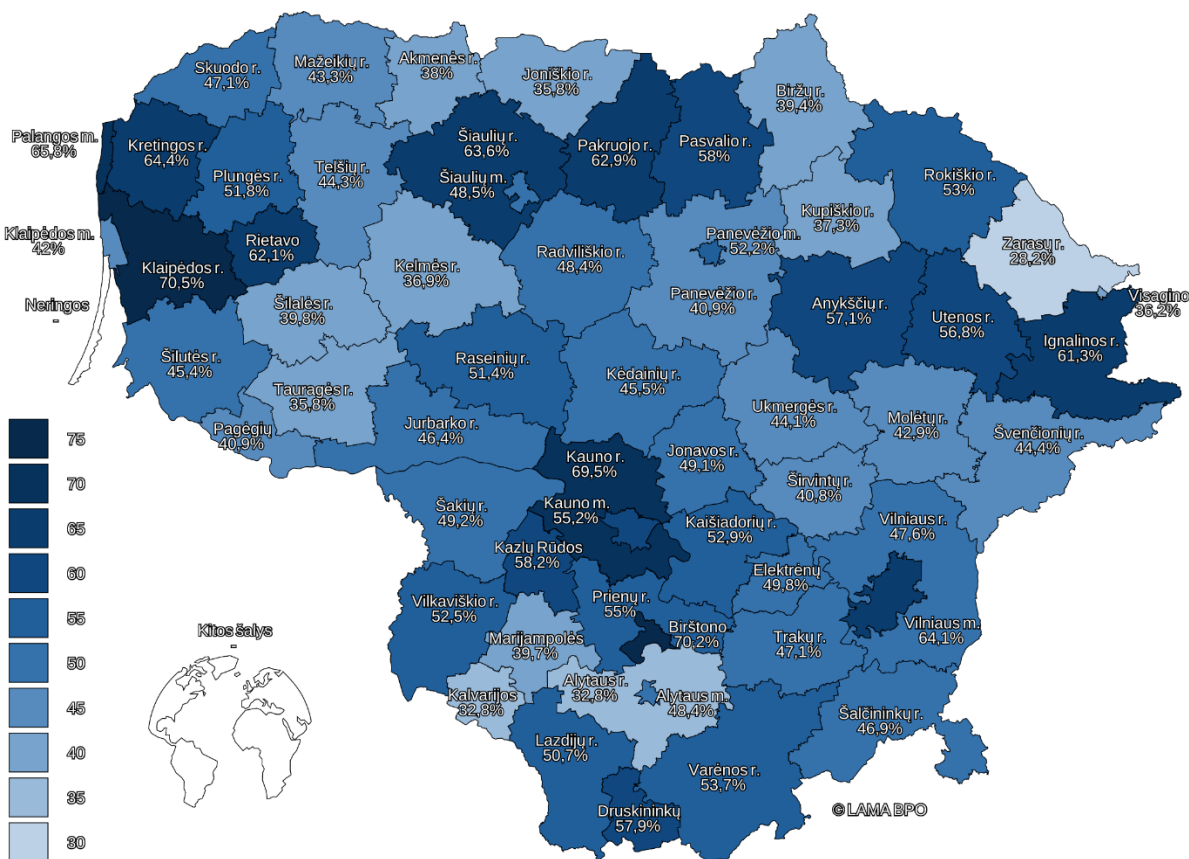 Skuodo r.
47,1%
Mažeikių r.
43,3%
Akmenės r.
38%
Joniškio r.
35,8%
Biržų r.
39,4%
Palangos m.
65,8%
Kretingos r.
64,4%
Plungės r.
51,8%
Telšių r.
44,3%
Šiaulių r.
63,6%
Šiaulių m.
48,5%
Pakruojo r.
62,9%
Pasvalio r.
58%
Rokiškio r.
53%
Kupiškio r.
37,3%
Zarasų r.
28,2%
Klaipėdos m.
42%
Klaipėdos r.
70,5%
Rietavo
62,1%
Kelmės r.
36,9%
Radviliškio r.
48,4%
Panevėžio m.
52,2%
Panevėžio r.
40,9%
Anykščių r.
57,1%
Utenos r.
56,8%
Visagino
36,2%
Ignalinos r.
61,3%
Neringos
-
Šilalės r.
39,8%
Šilutės r.
45,4%
Tauragės r.
35,8%
Raseinių r.
51,4%
Kėdainių r.
45,5%
Ukmergės r.
44,1%
Molėtų r.
42,9%
Švenčionių r.
44,4%
Pagėgių
40,9%
Jurbarko r.
46,4%
Kauno r.
69,5%
Jonavos r.
49,1%
Širvintų r.
40,8%
Šakių r.
49,2%
Kauno m.
55,2%
Kaišiadorių r.
52,9%
Vilniaus r.
47,6%
Kazlų Rūdos
58,2%
Elektrėnų
49,8%
Vilkaviškio r.
52,5%
Prienų r.
55%
Birštono
70,2%
Trakų r.
47,1%
Vilniaus m.
64,1%
Marijampolės
39,7%
Kalvarijos
32,8%
Alytaus r.
32,8%
Alytaus m.
48,4%
Šalčininkų r.
46,9%
Lazdijų r.
50,7%
Varėnos r.
53,7%
Druskininkų
57,9%
75
70
65
60
55
50
45
40
35
30
Kitos šalys
-
© LAMA BPO